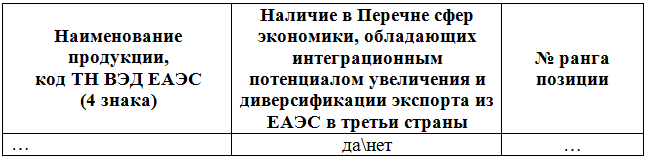 Наименование
продукции,
код ТН ВЭД ЕАЭС
(4 знака)
Наличие в Перечне сфер
экономики, обладающих
интеграционным
потенциалом увеличения и
диверсификации экспорта из
ЕАЭС в третьи страны
№ ранга
позиции
…
да\нет
…